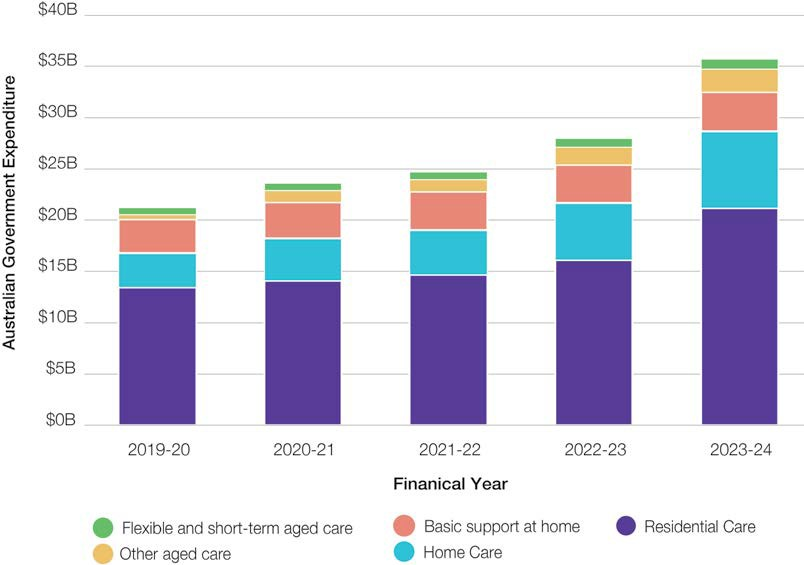 Australian Government Expenditure
$40B
$35B
$30B
$25B
$20B
$15B
$10B
$5B
$0B
2019-20
2020-21
2021-22
2022-23
2023-24
Finanical Year
Flexible and short-term aged care
Basic support at home
Residential Care
Other aged care
Home Care